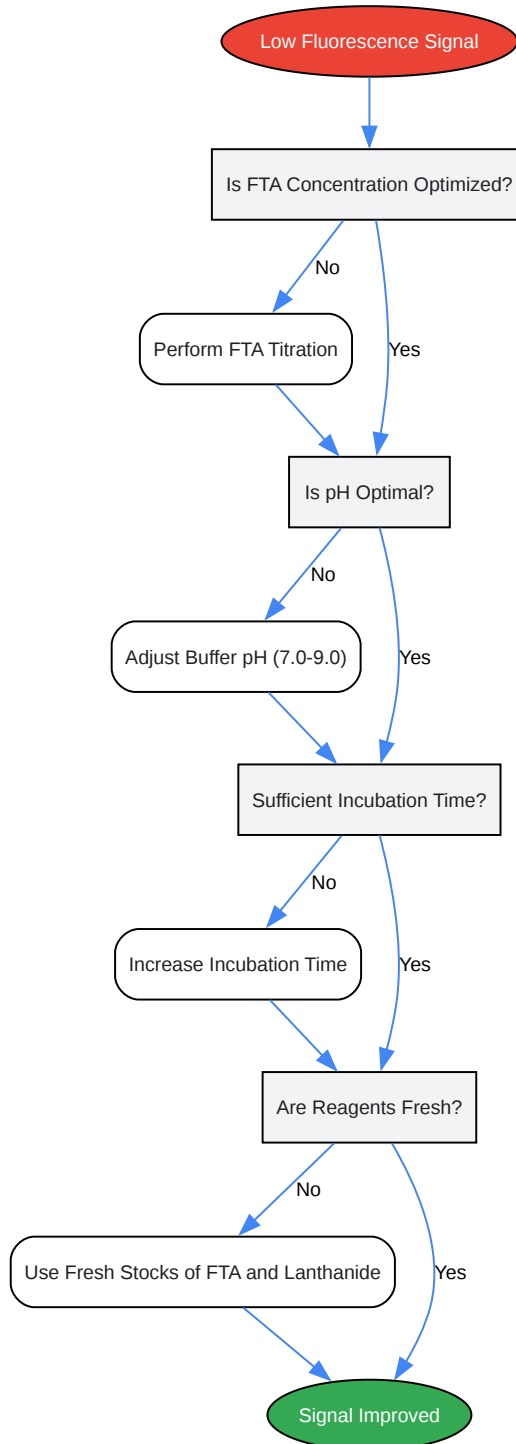 Low Fluorescence Signal
Is FTA Concentration Optimized?
No
Perform FTA Titration
Yes
Is pH Optimal?
No
Adjust Buffer pH (7.0-9.0)
Yes
Sufficient Incubation Time?
No
Increase Incubation Time
Yes
Are Reagents Fresh?
No
Use Fresh Stocks of FTA and Lanthanide
Yes
Signal Improved